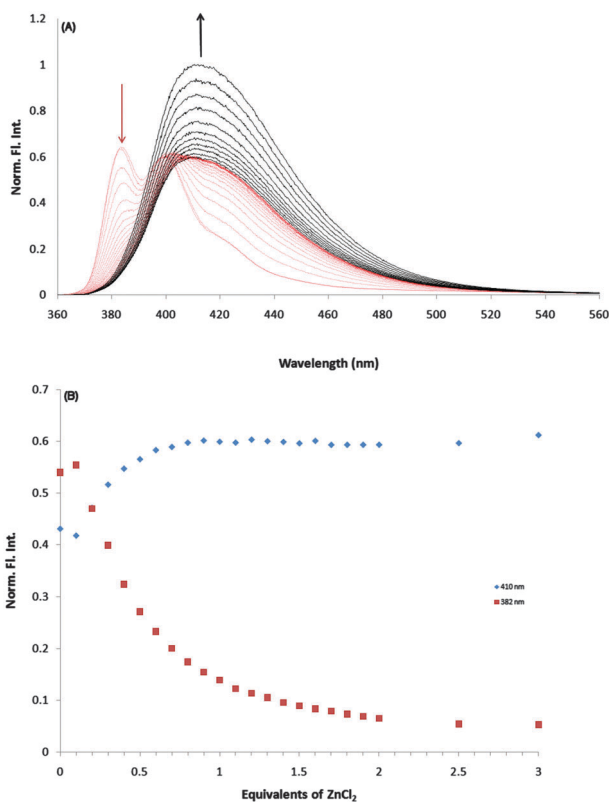 (A)
1.2
1
0.8
0.6
0.4
0.2
0
Norm. Fl. Int.
360 380 400 420 440 460 480 500 520 540 560
Wavelength (nm)
(B)
0.7
0.6
0.5
0.4
0.3
0.2
0.1
0
Norm. Fl. Int.
410 nm
382 nm
0 0.5 1 1.5 2 2.5 3
Equivalents of ZnCl₂